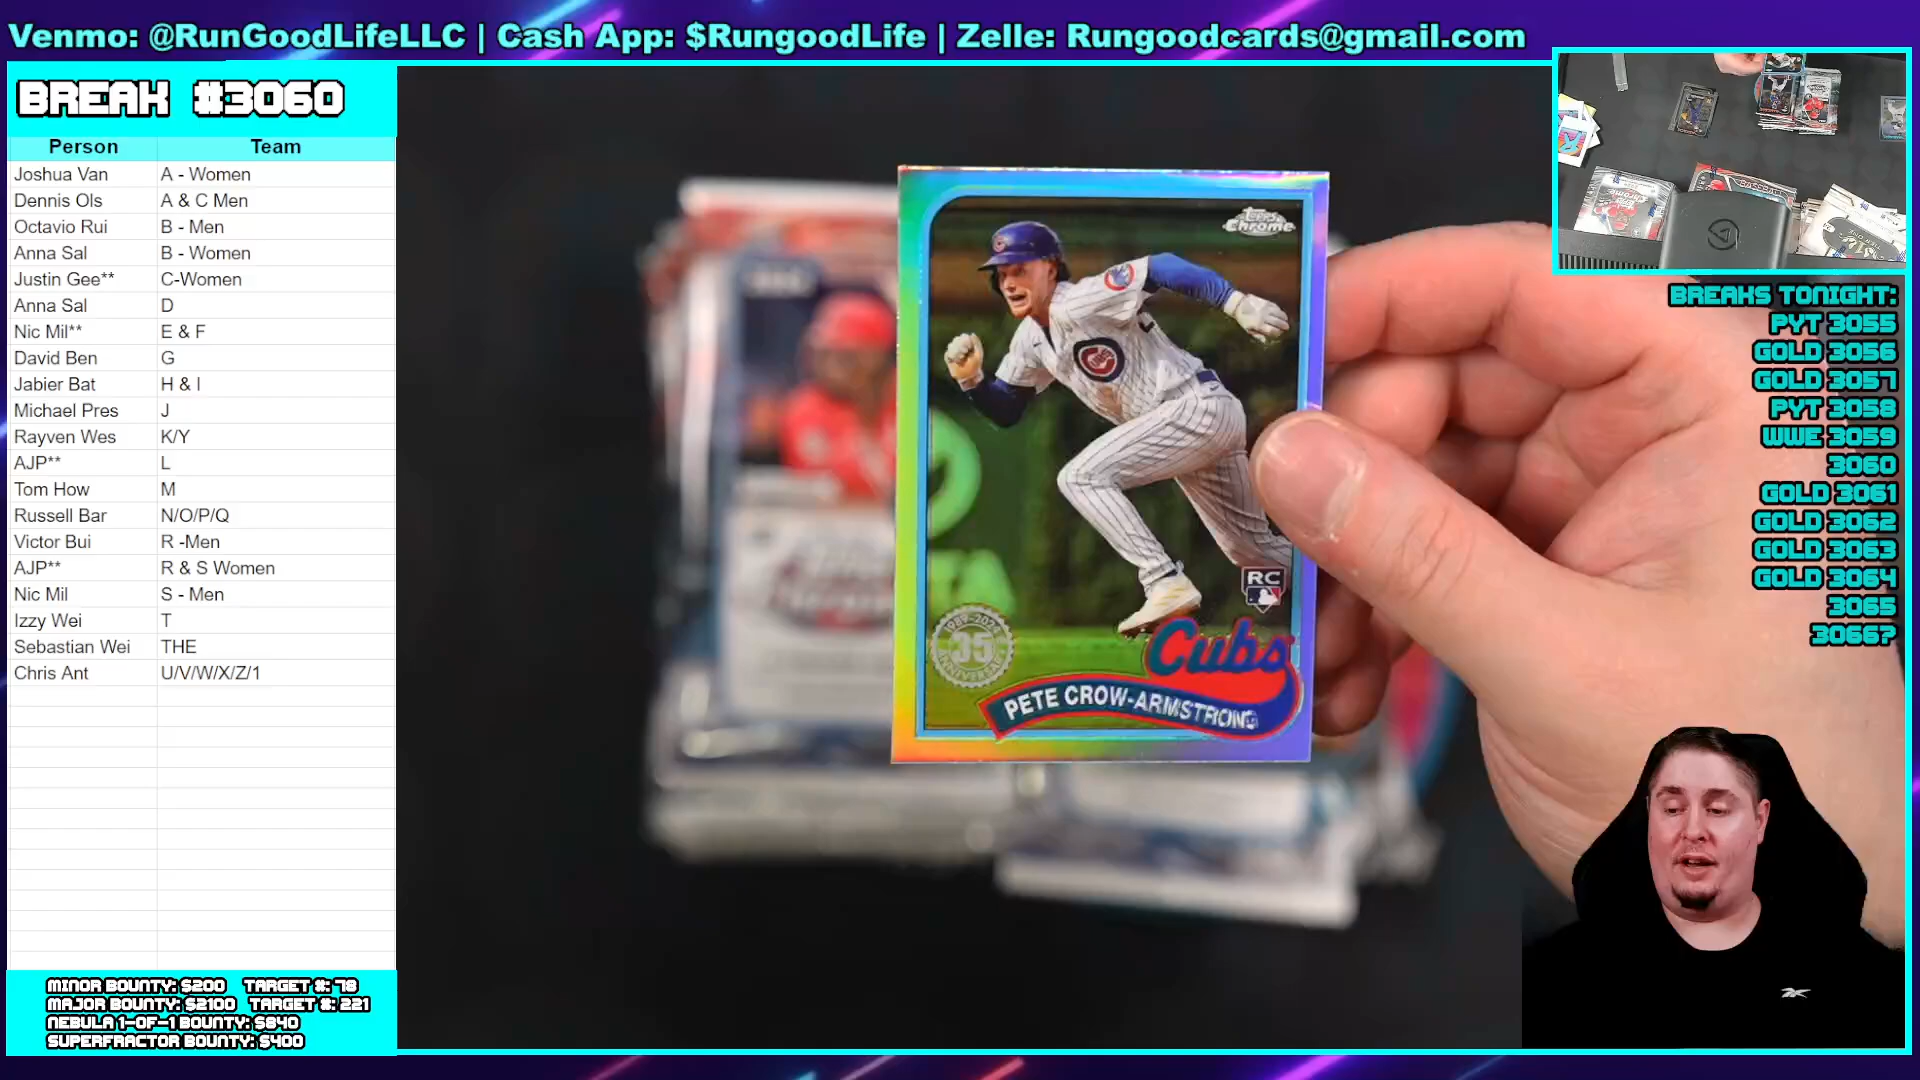 Venmo: @RunGoodLifeLLC | Cash App: $RungoodLife | Zelle: Rungoodcards@gmail.com
BREAK #3060
Person Team
Joshua Van A - Women
Dennis Ols A & C Men
Octavio Rui B - Men
Anna Sal B - Women
Justin Gee** C-Women
Anna Sal D
Nic Mil** E & F
David Ben G
Jabier Bat H & I
Michael Pres J
Rayven Wes K/Y
AJP** L
Tom How M
Russell Bar N/O/P/Q
Victor Bui R -Men
AJP** R & S Women
Nic Mil S - Men
Izzy Wei T
Sebastian Wei THE
Chris Ant U/V/W/X/Z/1
MINOR BOUNTY: $200 TARGET #: 78
MAJOR BOUNTY: $2100 TARGET #: 221
NEBULA 1-OF-1 BOUNTY: $840
SUPERFRACTOR BOUNTY: $400
Topps
Chrome
CUBS
RC
1989-2024
35
ANNIVERSARY
Cubs
PETE CROW-ARMSTRONG
BREAKS TONIGHT:
PYT 3055
GOLD 3056
GOLD 3057
PYT 3058
WWE 3059
3060
GOLD 3061
GOLD 3062
GOLD 3063
GOLD 3064
3065
3066?